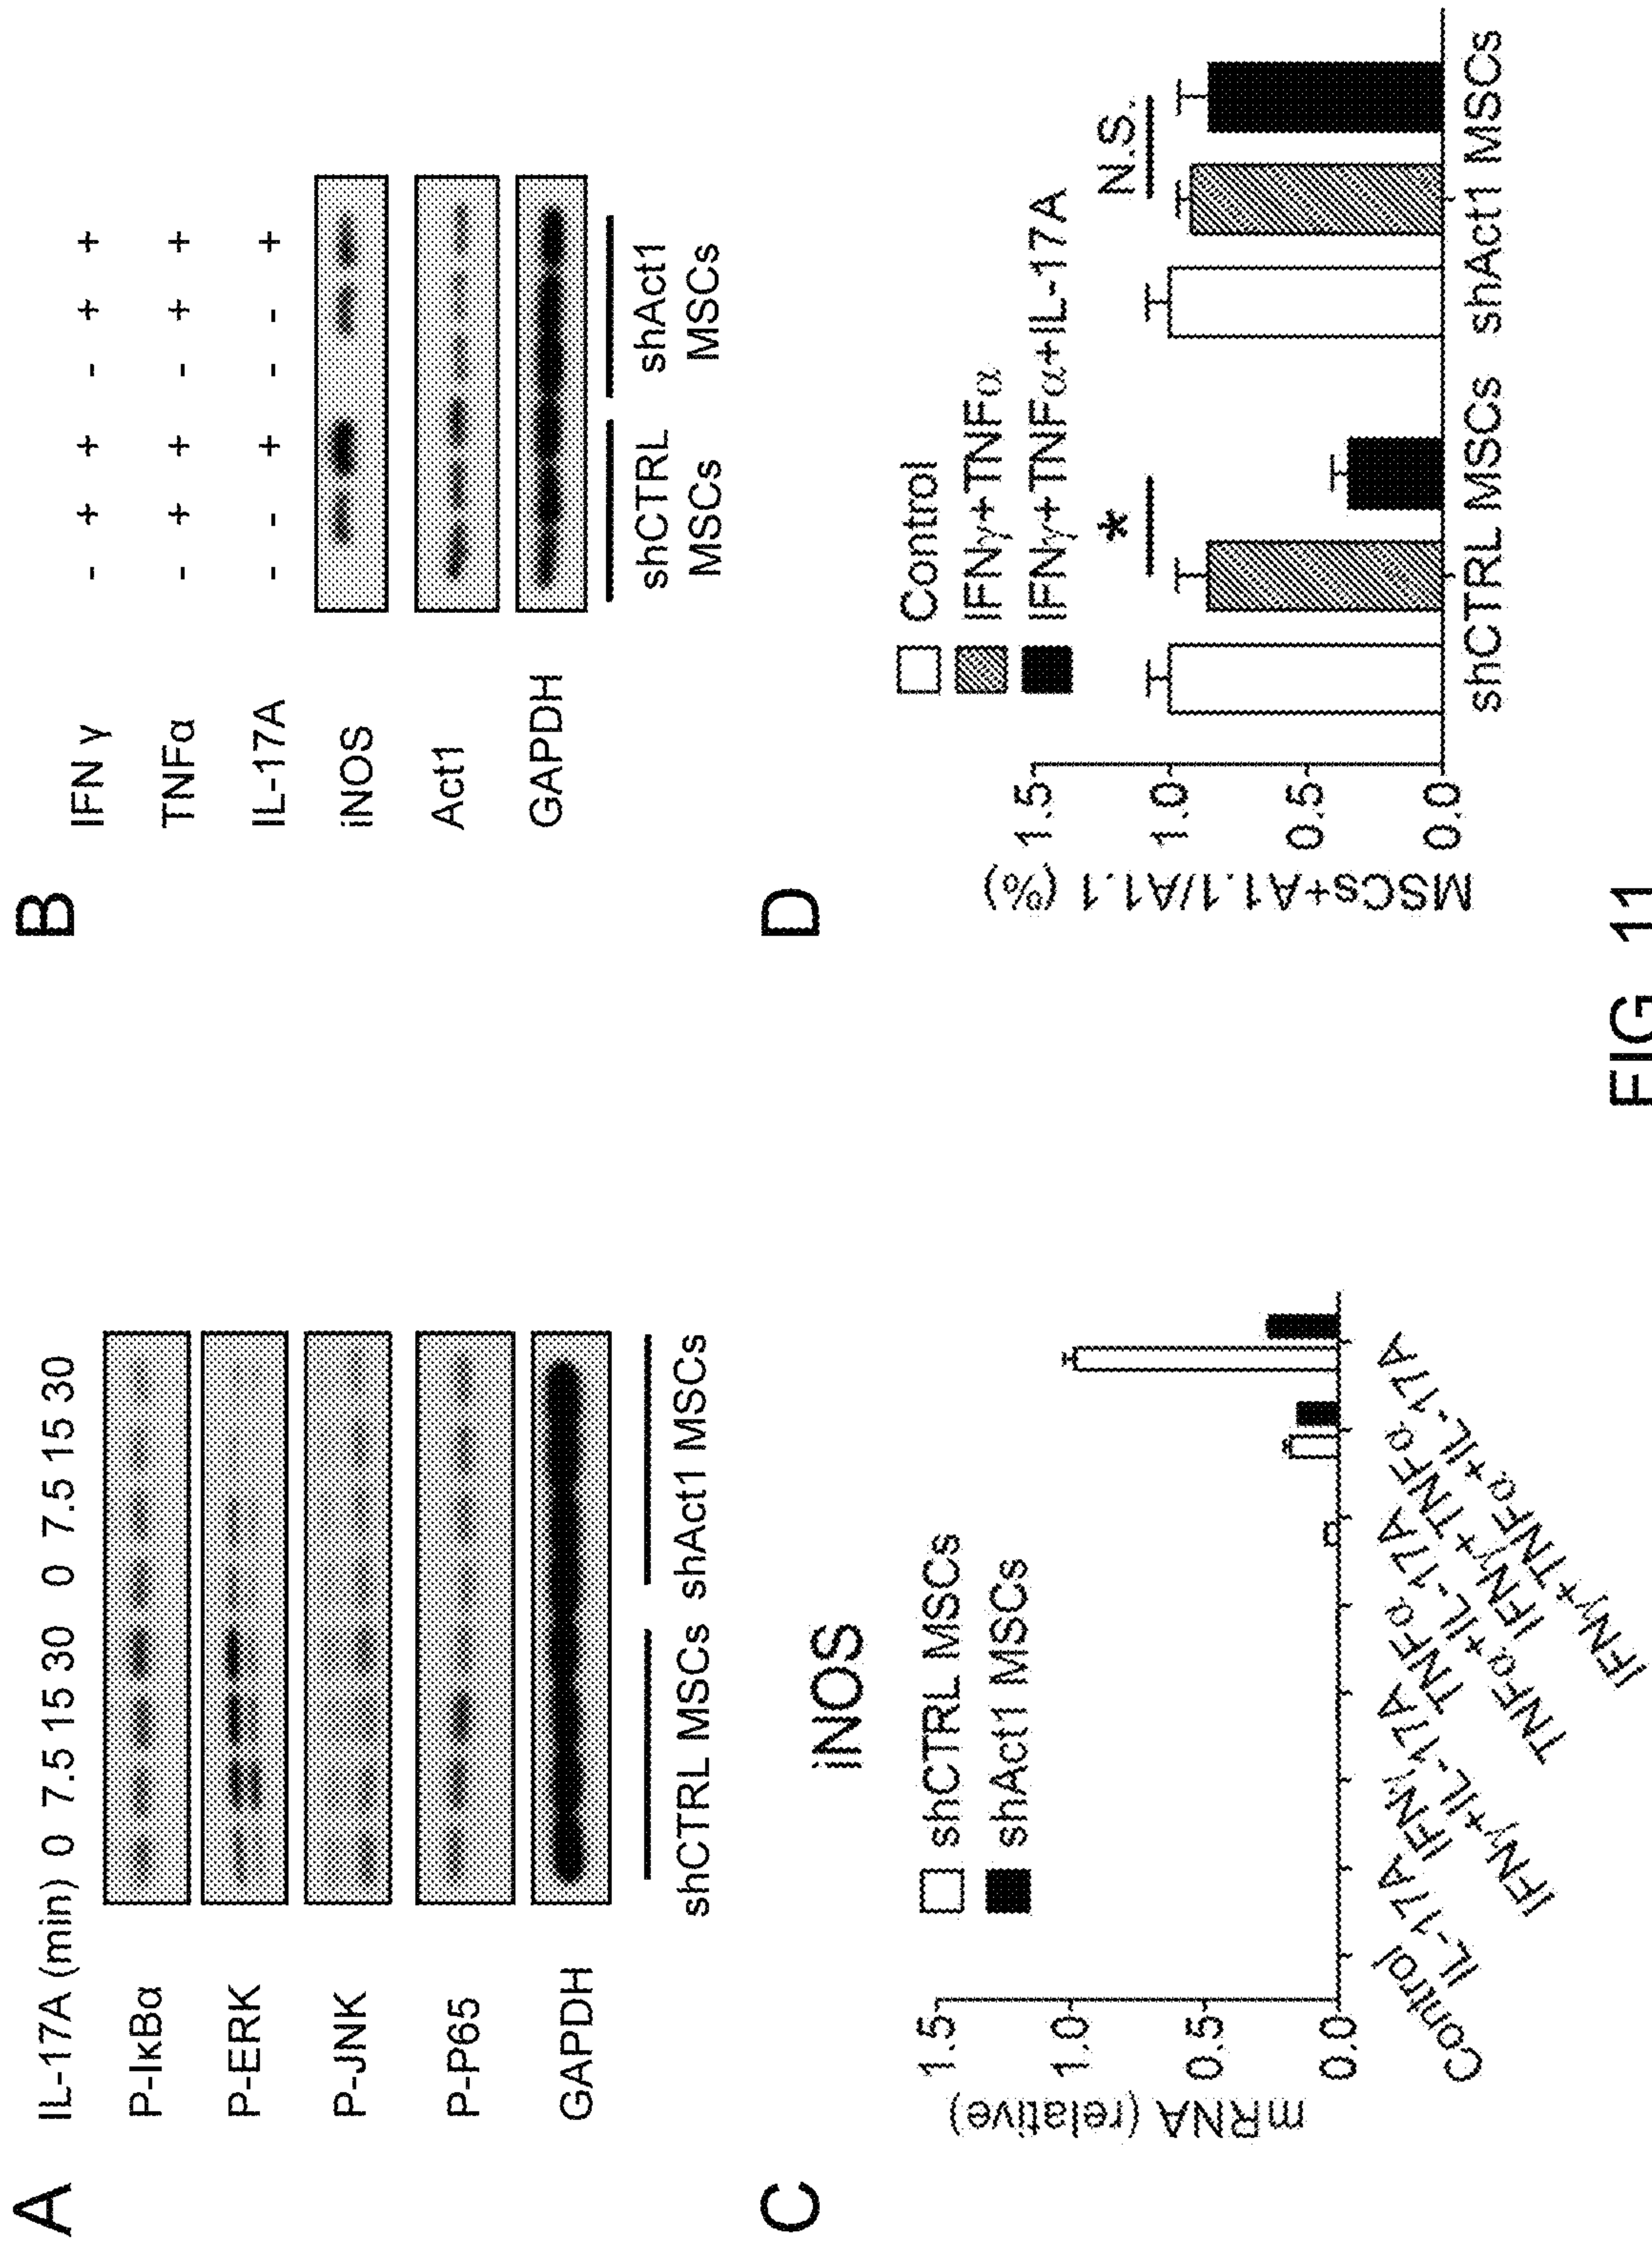 A
IL-17A (min) 0 7.5 15 30 0 7.5 15 30
P-IκBα
P-ERK
P-JNK
P-P65
GAPDH
shCTRL MSCs shAct1 MSCs
B
IFN γ - + + - + +
TNFα - + + - + +
IL-17A - - + - - +
iNOS
Act1
GAPDH
shCTRL shAct1
MSCs MSCs
C
iNOS
shCTRL MSCs
shAct1 MSCs
mRNA (relative)
1.5
1.0
0.5
0.0
Control
IL-17A
IFNγ
IFNγ+IL-17A
TNFα
TNFα+IL-17A
IFNγ+TNFα
IFNγ+TNFα+IL-17A
D
Control
IFNγ+TNFα
IFNγ+TNFα+IL-17A
MSCs+A1.1/A1.1 (%)
1.5
1.0
0.5
0.0
* N.S.
shCTRL MSCs shAct1 MSCs
FIG. 11